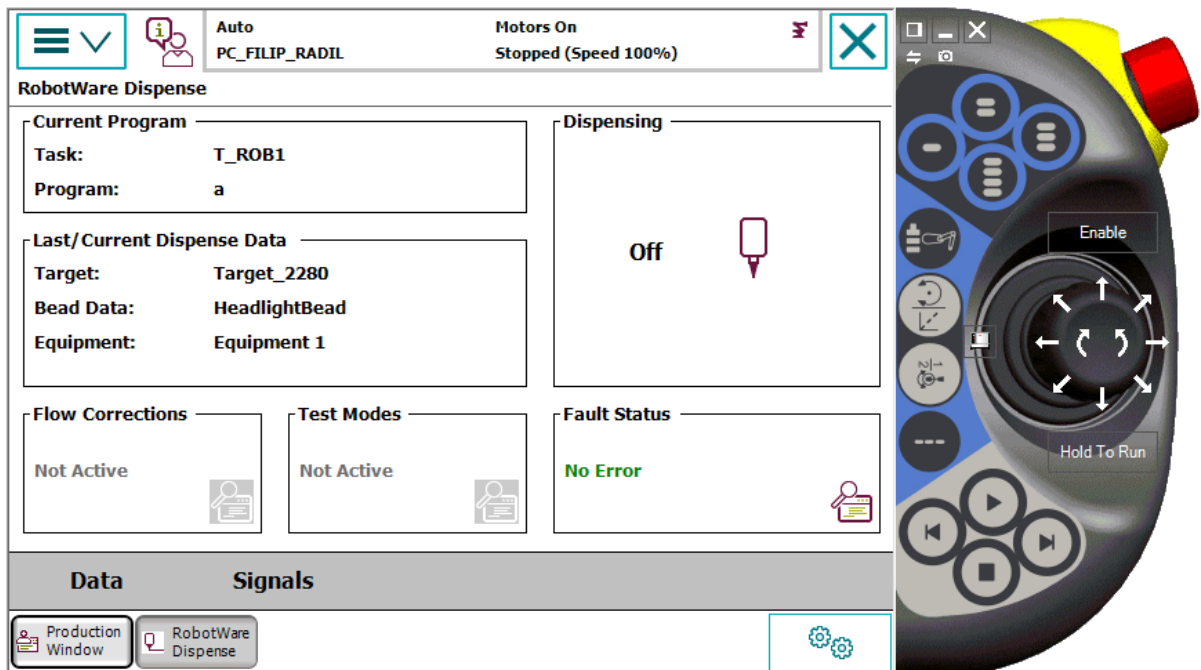 Auto
Motors On
PC_FILIP_RADIL
Stopped (Speed 100%)
RobotWare Dispense
Current Program
Task: T_ROB1
Program: a
Last/Current Dispense Data
Target: Target_2280
Bead Data: HeadlightBead
Equipment: Equipment 1
Dispensing
Off
Flow Corrections
Not Active
Test Modes
Not Active
Fault Status
No Error
Data Signals
Production
Window
RobotWare
Dispense
Enable
Hold To Run